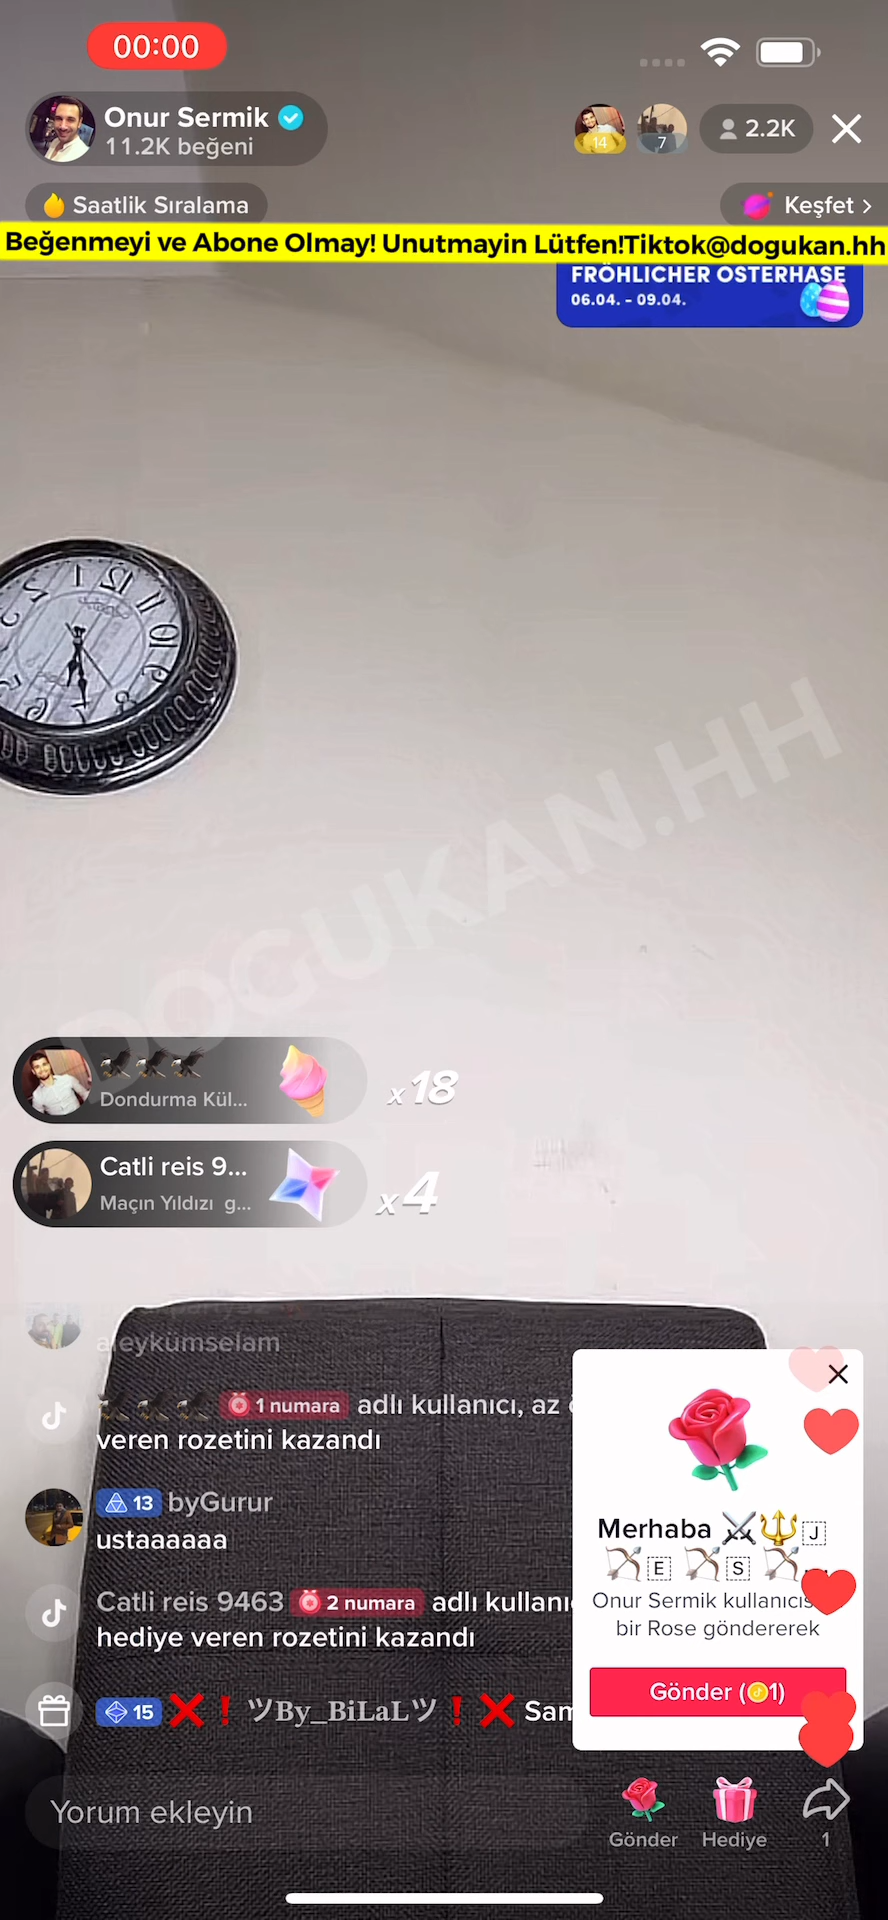 00:00
Onur Sermik
11.2K beğeni
14
7
2.2K
Saatlik Sıralama
Keşfet >
Beğenmeyi ve Abone Olmay! Unutmayin Lütfen!Tiktok@dogukan.hh
FRÖHLICHER OSTERHASE
06.04. - 09.04.
DOGUKAN.HH
Dondurma Kül...
x18
Catli reis 9...
Maçın Yıldızı g...
x4
aleykümselam
1 numara adlı kullanıcı, az
veren rozetini kazandı
13 byGurur
ustaaaaaa
Catli reis 9463 2 numara adlı kullanı
hediye veren rozetini kazandı
15 ❌❗ツBy_BiLaLツ❗❌ Sam
Merhaba ⚔️🔱 J
🏹 E 🏹 S 🏹
Onur Sermik kullanıcıs
bir Rose göndererek
Gönder (1)
Yorum ekleyin
Gönder
Hediye
1